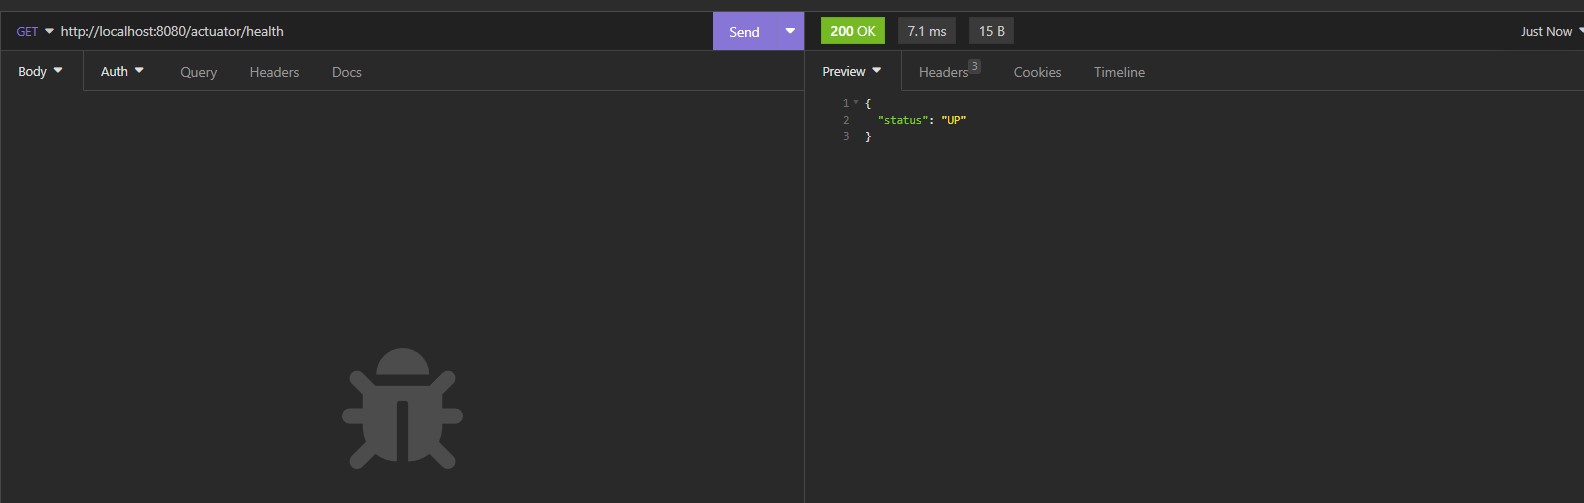 GET http://localhost:8080/actuator/health Send
200 OK 7.1 ms 15 B Just Now
Body Auth Query Headers Docs
Preview Headers 3 Cookies Timeline
1 {
2 "status": "UP"
3 }